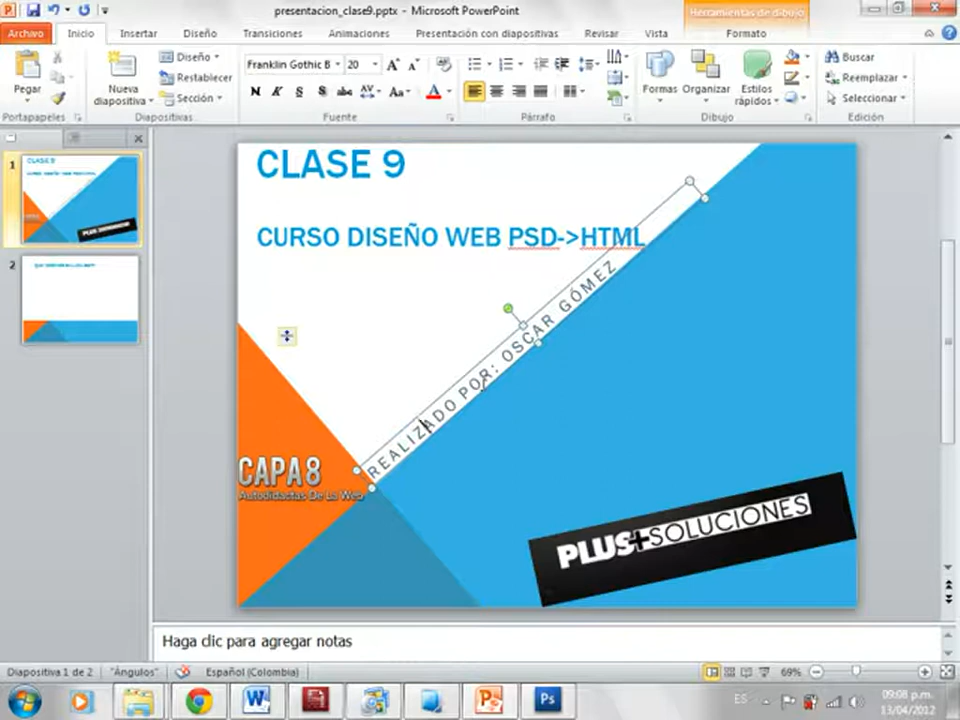 presentacion_clase9.pptx - Microsoft PowerPoint
Herramientas de dibujo
Archivo
Inicio
Insertar
Diseño
Transiciones
Animaciones
Presentación con diapositivas
Revisar
Vista
Formato
Pegar
Nueva diapositiva
Diseño
Restablecer
Sección
Franklin Gothic B
20
Formas
Organizar
Estilos rápidos
Buscar
Reemplazar
Seleccionar
Portapapeles
Diapositivas
Fuente
Párrafo
Dibujo
Edición
1
2
CLASE 9
CURSO DISEÑO WEB PSD->HTML
REALIZADO POR: OSCAR GÓMEZ
CAPA 8
Autodidactas De La Web
PLUS+SOLUCIONES
Haga clic para agregar notas
Diapositiva 1 de 2
"Ángulos"
Español (Colombia)
69%
ES
09:08 p.m.
13/04/2012